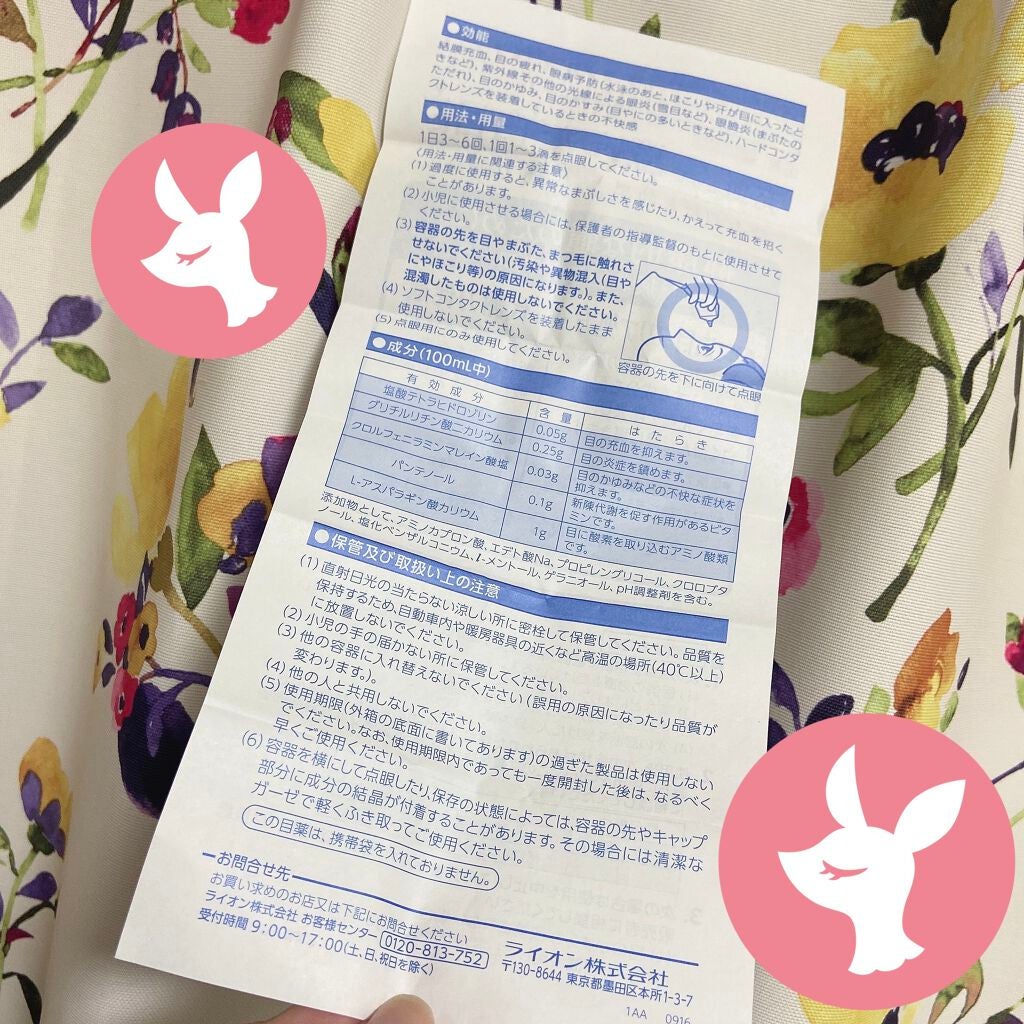 ●効能
結膜充血、目の疲れ、眼病予防(水泳のあと、ほこりや汗が目に入ったと
きなど)、紫外線その他の光線による眼炎(雪目など)、眼瞼炎(まぶたの
ただれ)、目のかゆみ、目のかすみ(目やにの多いときなど)、ハードコンタ
クトレンズを装着しているときの不快感
●用法・用量
1日3〜6回、1回1〜3滴を点眼してください。
〈用法・用量に関連する注意〉
(1) 過度に使用すると、異常なまぶしさを感じたり、かえって充血を招く
ことがあります。
(2) 小児に使用させる場合には、保護者の指導監督のもとに使用させて
ください。
(3) 容器の先を目やまぶた、まつ毛に触れさ
せないでください(汚染や異物混入(目や
にやほこり等)の原因になります。)。また、
混濁したものは使用しないでください。
(4) ソフトコンタクトレンズを装着したまま
使用しないでください。
(5) 点眼用にのみ使用してください。
容器の先を下に向けて点眼
●成分(100mL中)
有効成分 含量 はたらき
塩酸テトラヒドロゾリン 0.05g 目の充血を抑えます。
グリチルリチン酸二カリウム 0.25g 目の炎症を鎮めます。
クロルフェニラミンマレイン酸塩 0.03g 目のかゆみなどの不快な症状を
抑えます。
パンテノール 0.1g 新陳代謝を促す作用があるビタ
ミンです。
L-アスパラギン酸カリウム 1g 目に酸素を取り込むアミノ酸類
です。
添加物として、アミノカプロン酸、エデト酸Na、プロピレングリコール、クロロブタ
ノール、塩化ベンザルコニウム、l-メントール、ゲラニオール、pH調整剤を含む。
●保管及び取扱い上の注意
(1) 直射日光の当たらない涼しい所に密栓して保管してください。品質を
保持するため、自動車内や暖房器具の近くなど高温の場所(40℃以上)
に放置しないでください。
(2) 小児の手の届かない所に保管してください。
(3) 他の容器に入れ替えないでください(誤用の原因になったり品質が
変わります。)。
(4) 他の人と共用しないでください。
(5) 使用期限(外箱の底面に書いてあります)の過ぎた製品は使用しない
でください。なお、使用期限内であっても一度開封した後は、なるべく
早くご使用ください。
(6) 容器を横にして点眼したり、保存の状態によっては、容器の先やキャップ
部分に成分の結晶が付着することがあります。その場合には清潔な
ガーゼで軽くふき取ってご使用ください。
この目薬は、携帯袋を入れておりません。
お問合せ先
お買い求めのお店又は下記にお問合せください
ライオン株式会社 お客様センター 0120-813-752
受付時間 9:00〜17:00(土、日、祝日を除く)
ライオン株式会社
〒130-8644 東京都墨田区本所1-3-7
1AA 0916